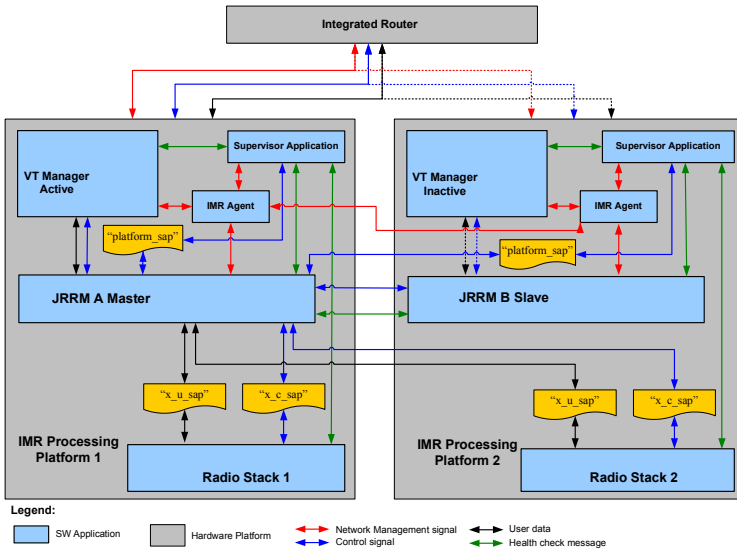 Integrated Router
VT Manager
Active
Supervisor Application
IMR Agent
“platform_sap”
JRRM A Master
“x_u_sap”
“x_c_sap”
IMR Processing
Platform 1
Radio Stack 1
VT Manager
Inactive
Supervisor Application
IMR Agent
“platform_sap”
JRRM B Slave
“x_u_sap”
“x_c_sap”
IMR Processing
Platform 2
Radio Stack 2
Legend:
SW Application
Hardware Platform
Network Management signal
Control signal
User data
Health check message